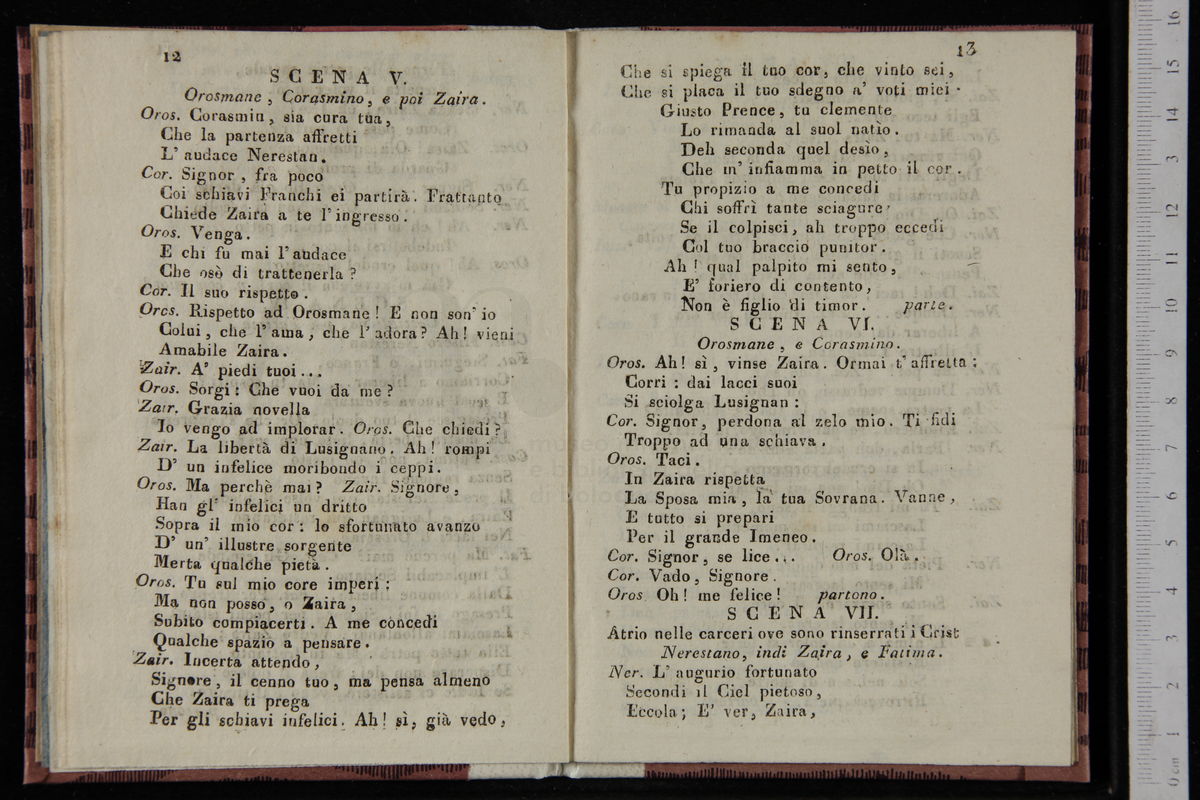 12
SCENA V.
Orosmane , Corasmino, e poi Zaira.
Oros. Corasmin, sia cura tua,
Che la partenza affretti
L' audace Nerestan.
Cor. Signor , fra poco
Coi schiavi Franchi ei partirà. Frattanto
Chiede Zaira a te l' ingresso.
Oros. Venga.
E chi fu mai l' audace
Che osò di trattenerla ?
Cor. Il suo rispetto .
Oros. Rispetto ad Orosmane ! E non son' io
Colui, che l' ama, che l' adora? Ah! vieni
Amabile Zaira.
Zair. A' piedi tuoi ...
Oros. Sorgi : Che vuoi da me ?
Zair. Grazia novella
Io vengo ad implorar. Oros. Che chiedi ?
Zair. La libertà di Lusignano. Ah! rompi
D' un infelice moribondo i ceppi.
Oros. Ma perchè mai? Zair. Signore,
Han gl' infelici un dritto
Sopra il mio cor : lo sfortunato avanzo
D' un' illustre sorgente
Merta qualche pietà.
Oros. Tu sul mio core imperi ;
Ma non posso, o Zaira,
Subito compiacerti. A me concedi
Qualche spazio a pensare.
Zair. Incerta attendo,
Signore, il cenno tuo, ma pensa almeno
Che Zaira ti prega
Per gli schiavi infelici. Ah! sì, già vedo,
13
Che si spiega il tuo cor, che vinto sei,
Che si placa il tuo sdegno a' voti miei.
Giusto Prence, tu clemente
Lo rimanda al suol natìo.
Deh seconda quel desìo,
Che m' infiamma in petto il cor.
Tu propizio a me concedi
Chi soffrì tante sciagure:
Se il colpisci, ah troppo eccedi
Col tuo braccio punitor.
Ah ! qual palpito mi sento,
E' foriero di contento,
Non è figlio di timor. parte.
SCENA VI.
Orosmane , e Corasmino.
Oros. Ah! sì, vinse Zaira. Ormai t' affretta :
Corri : dai lacci suoi
Si sciolga Lusignan :
Cor. Signor, perdona al zelo mio. Ti fidi
Troppo ad una schiava.
Oros. Taci.
In Zaira rispetta
La Sposa mia, la tua Sovrana. Vanne,
E tutto si prepari
Per il grande Imeneo.
Cor. Signor, se lice ... Oros. Olà.
Cor. Vado, Signore.
Oros. Oh! me felice! partono.
SCENA VII.
Atrio nelle carceri ove sono rinserrati i Crist
Nerestano, indi Zaira, e Fatima.
Ner. L' augurio fortunato
Secondi il Ciel pietoso,
Eccola; E' ver, Zaira,